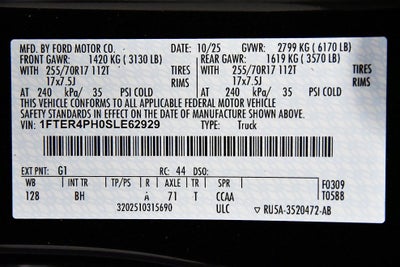 MFD. BY FORD MOTOR CO. 10/25 GVWR: 2799 KG ( 6170 LB)
FRONT GAWR: 1420 KG ( 3130 LB) REAR GAWR: 1619 KG ( 3570 LB)
WITH 255/70R17 112T WITH 255/70R17 112T
17x7.5J TIRES 17x7.5J
RIMS RIMS
AT 240 kPa/ 35 PSI COLD AT 240 kPa/ 35 PSI COLD
THIS VEHICLE CONFORMS TO ALL APPLICABLE FEDERAL MOTOR VEHICLE
SAFETY STANDARDS IN EFFECT ON THE DATE OF MANUFACTURE SHOWN ABOVE.
VIN: 1FTER4PH0SLE62929 TYPE: Truck
EXT PNT: G1 RC: 44 DSO: F0309
WB INT TR R AXLE TR SPR T0588
128 BH A 71 T CCAA
3202510315690 ULC RU5A-3520472-AB